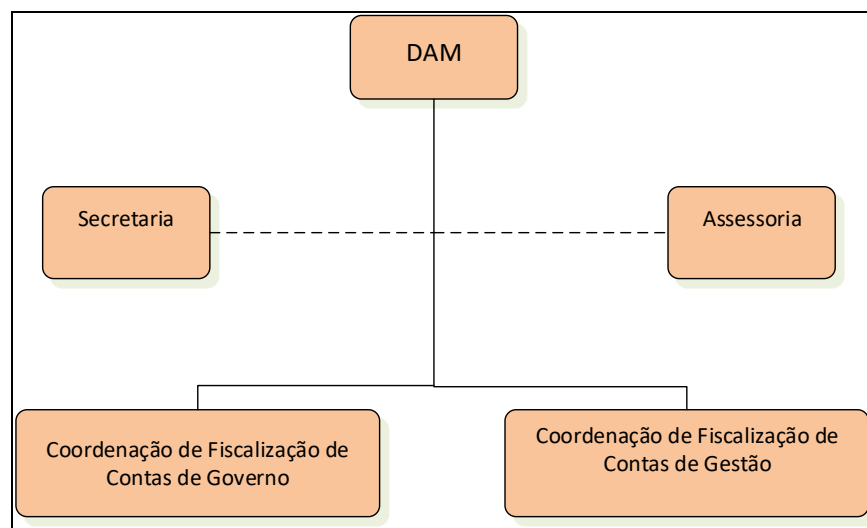 DAM
Secretaria
Assessoria
Coordenação de Fiscalização de
Contas de Governo
Coordenação de Fiscalização de
Contas de Gestão